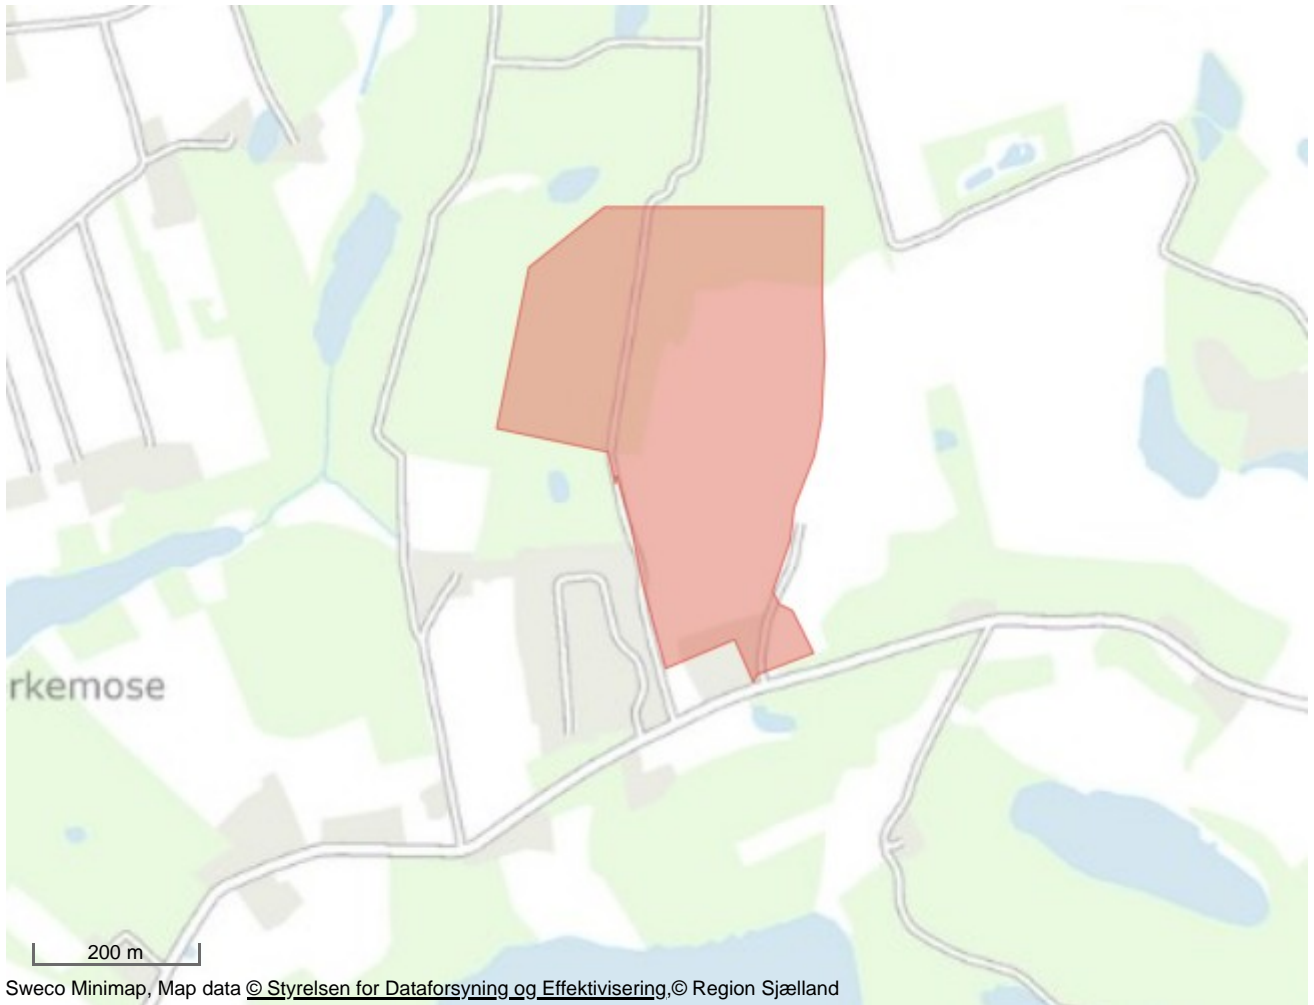 rkemose
200 m
Sweco Minimap, Map data © Styrelsen for Dataforsyning og Effektivisering,© Region Sjælland